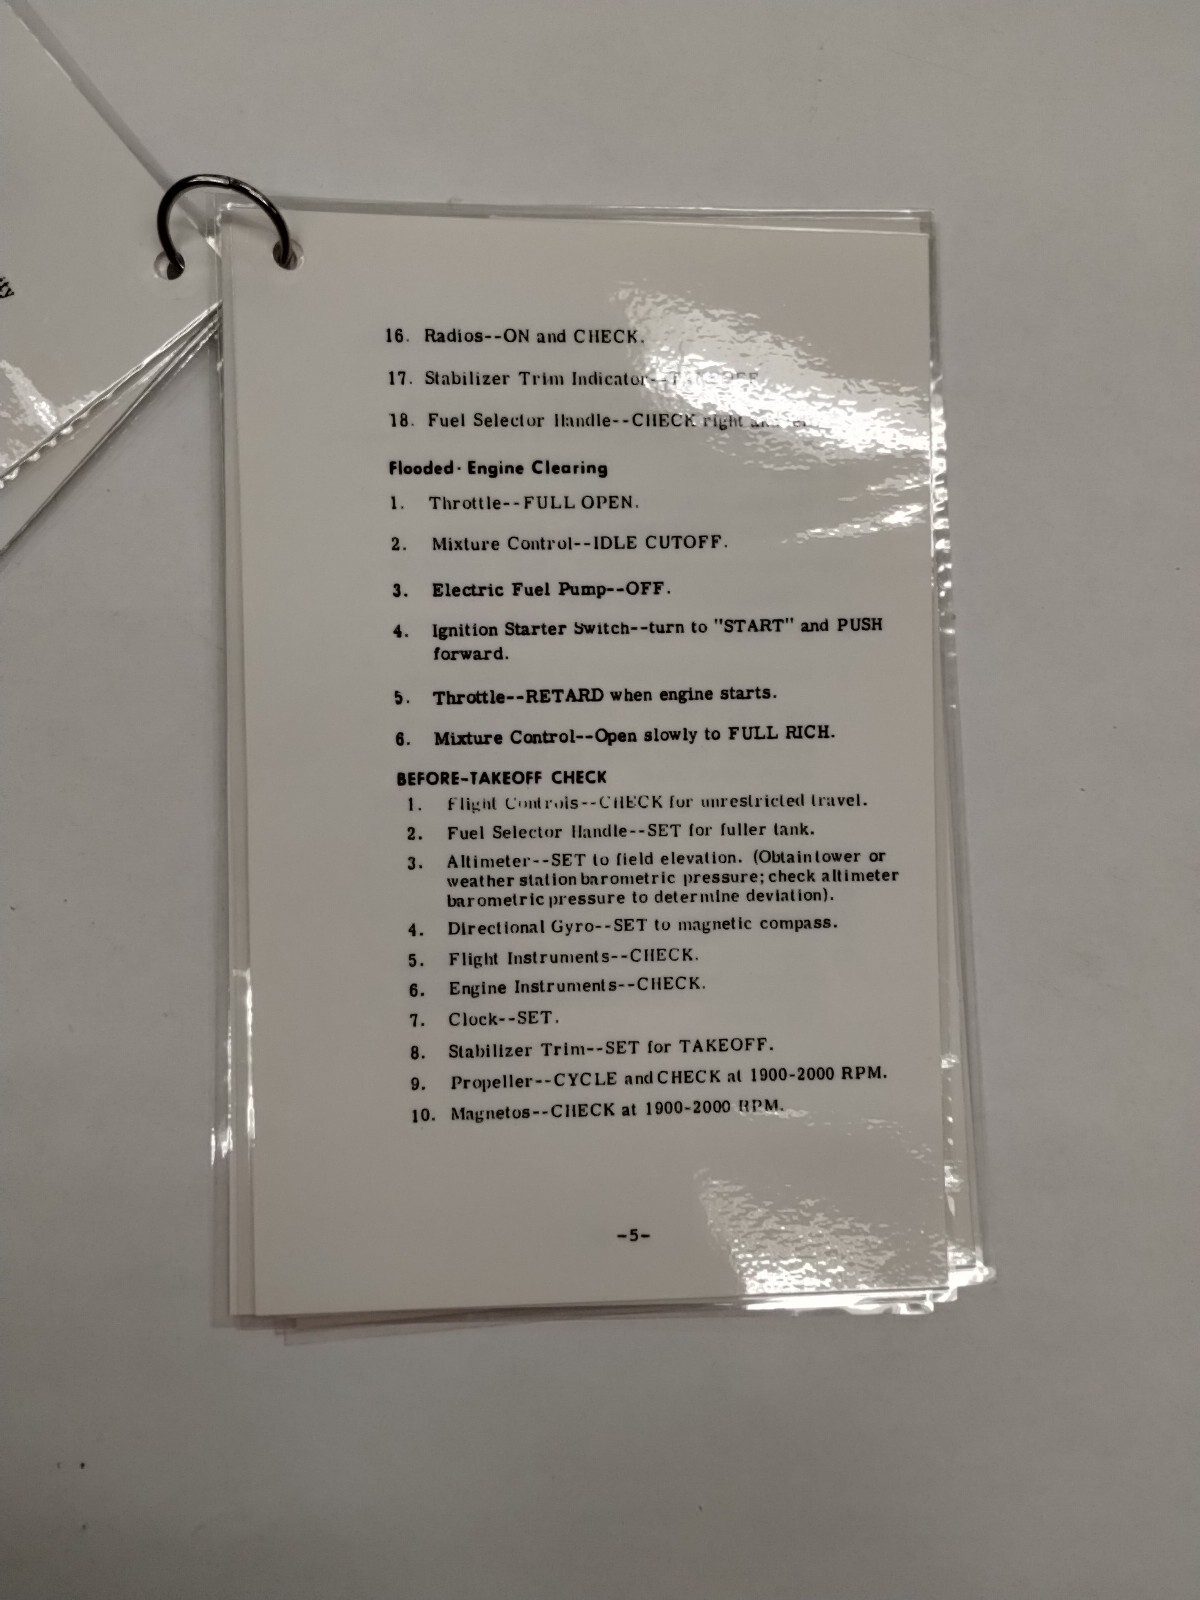 tty
16. Radios--ON and CHECK.
17. Stabilizer Trim Indicator--
18. Fuel Selector Handle--CHECK right
Flooded-Engine Clearing
1. Throttle--FULL OPEN.
2. Mixture Control--IDLE CUTOFF.
3. Electric Fuel Pump--OFF.
4. Ignition Starter Switch--turn to "START" and PUSH
forward.
5. Throttle--RETARD when engine starts.
6. Mixture Control--Open slowly to FULL RICH.
BEFORE-TAKEOFF CHECK
1. Flight Controls--CHECK for unrestricted travel.
2. Fuel Selector Handle--SET for fuller tank.
3. Altimeter--SET to field elevation. (Obtain tower or
weather station barometric pressure; check altimeter
barometric pressure to determine deviation).
4. Directional Gyro--SET to magnetic compass.
5. Flight Instruments--CHECK.
6. Engine Instruments--CHECK.
7. Clock--SET.
8. Stabilizer Trim--SET for TAKEOFF.
9. Propeller--CYCLE and CHECK at 1900-2000 RPM.
10. Magnetos--CHECK at 1900-2000 RPM.
-5-